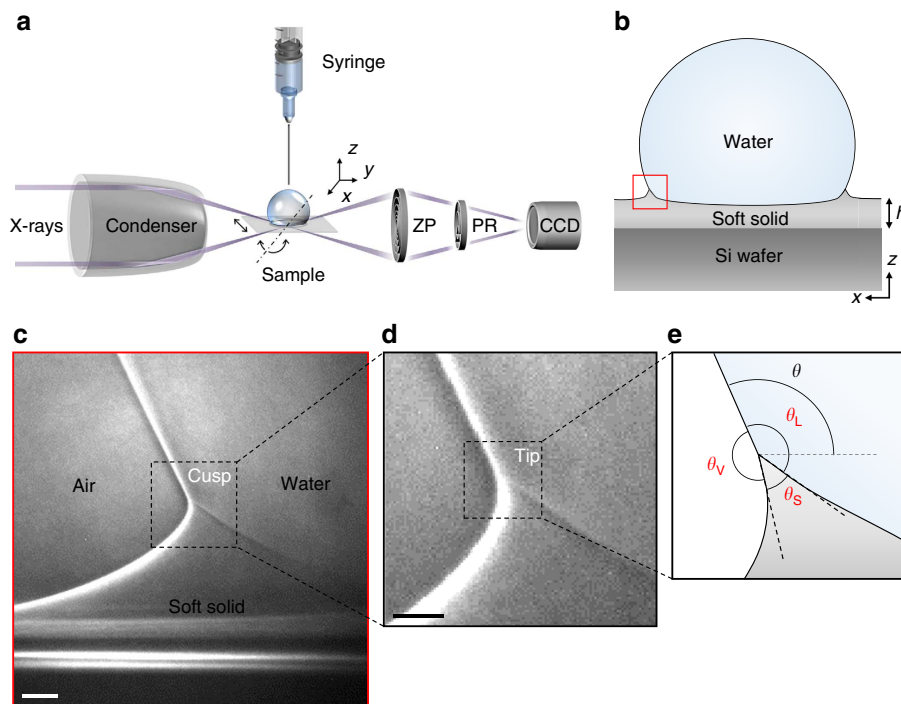 a
Syringe
z
y
x
X-rays
Condenser
ZP
PR
CCD
Sample
b
Water
Soft solid
h
Si wafer
z
x
c
Cusp
Air
Water
Soft solid
d
Tip
e
θ
θL
θV
θS